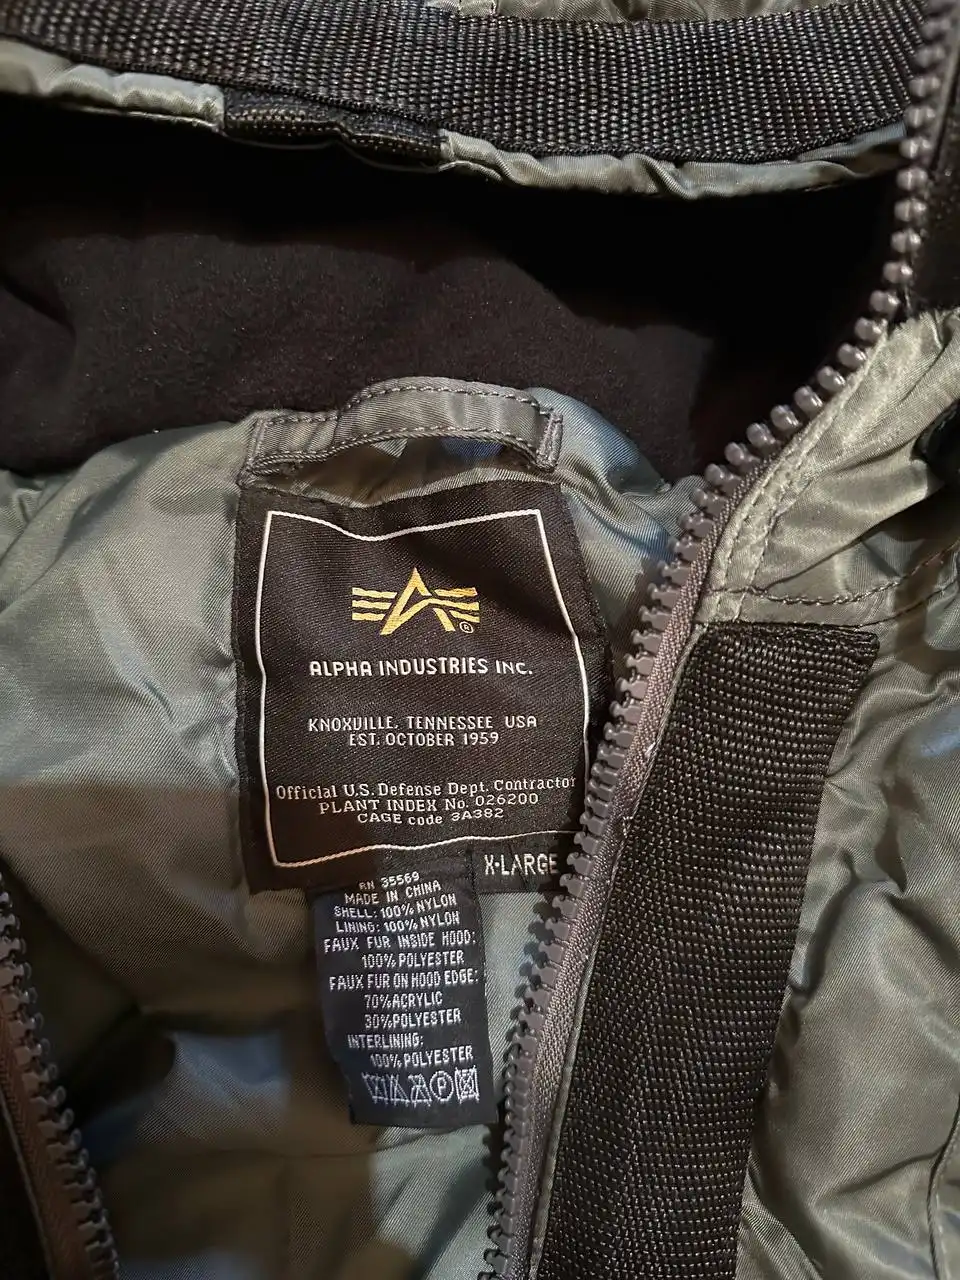 ALPHA INDUSTRIES INC.
KNOXVILLE, TENNESSEE USA
EST. OCTOBER 1959
Official U.S. Defense Dept. Contractor
PLANT INDEX No. 026200
CAGE code 3A382
X-LARGE
RN 35569
MADE IN CHINA
SHELL: 100% NYLON
LINING: 100% NYLON
FAUX FUR INSIDE HOOD:
100% POLYESTER
FAUX FUR ON HOOD EDGE:
70% ACRYLIC
30% POLYESTER
INTERLINING:
100% POLYESTER